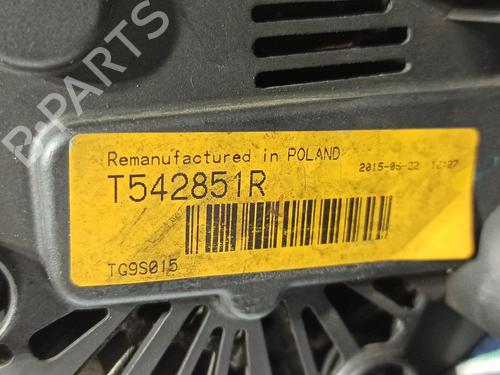 B-PARTS
Remanufactured in POLAND
2015-05-22 12:27
T542851R
TG9S015